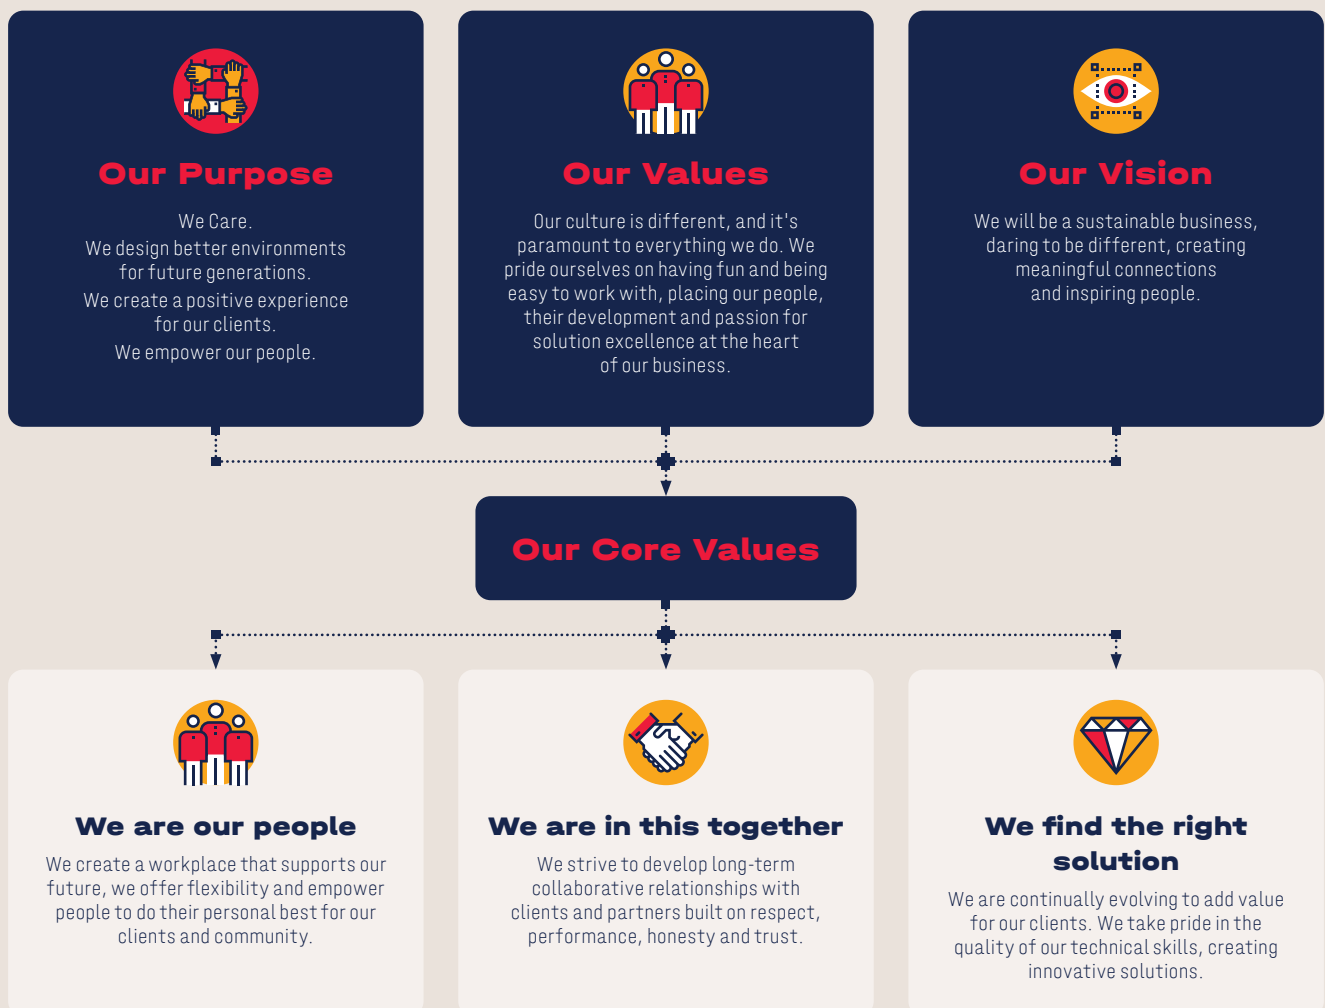 Our Purpose
We Care.
We design better environments
for future generations.
We create a positive experience
for our clients.
We empower our people.
Our Values
Our culture is different, and it's
paramount to everything we do. We
pride ourselves on having fun and being
easy to work with, placing our people,
their development and passion for
solution excellence at the heart
of our business.
Our Vision
We will be a sustainable business,
daring to be different, creating
meaningful connections
and inspiring people.
Our Core Values
We are our people
We create a workplace that supports our
future, we offer flexibility and empower
people to do their personal best for our
clients and community.
We are in this together
We strive to develop long-term
collaborative relationships with
clients and partners built on respect,
performance, honesty and trust.
We find the right
solution
We are continually evolving to add value
for our clients. We take pride in the
quality of our technical skills, creating
innovative solutions.